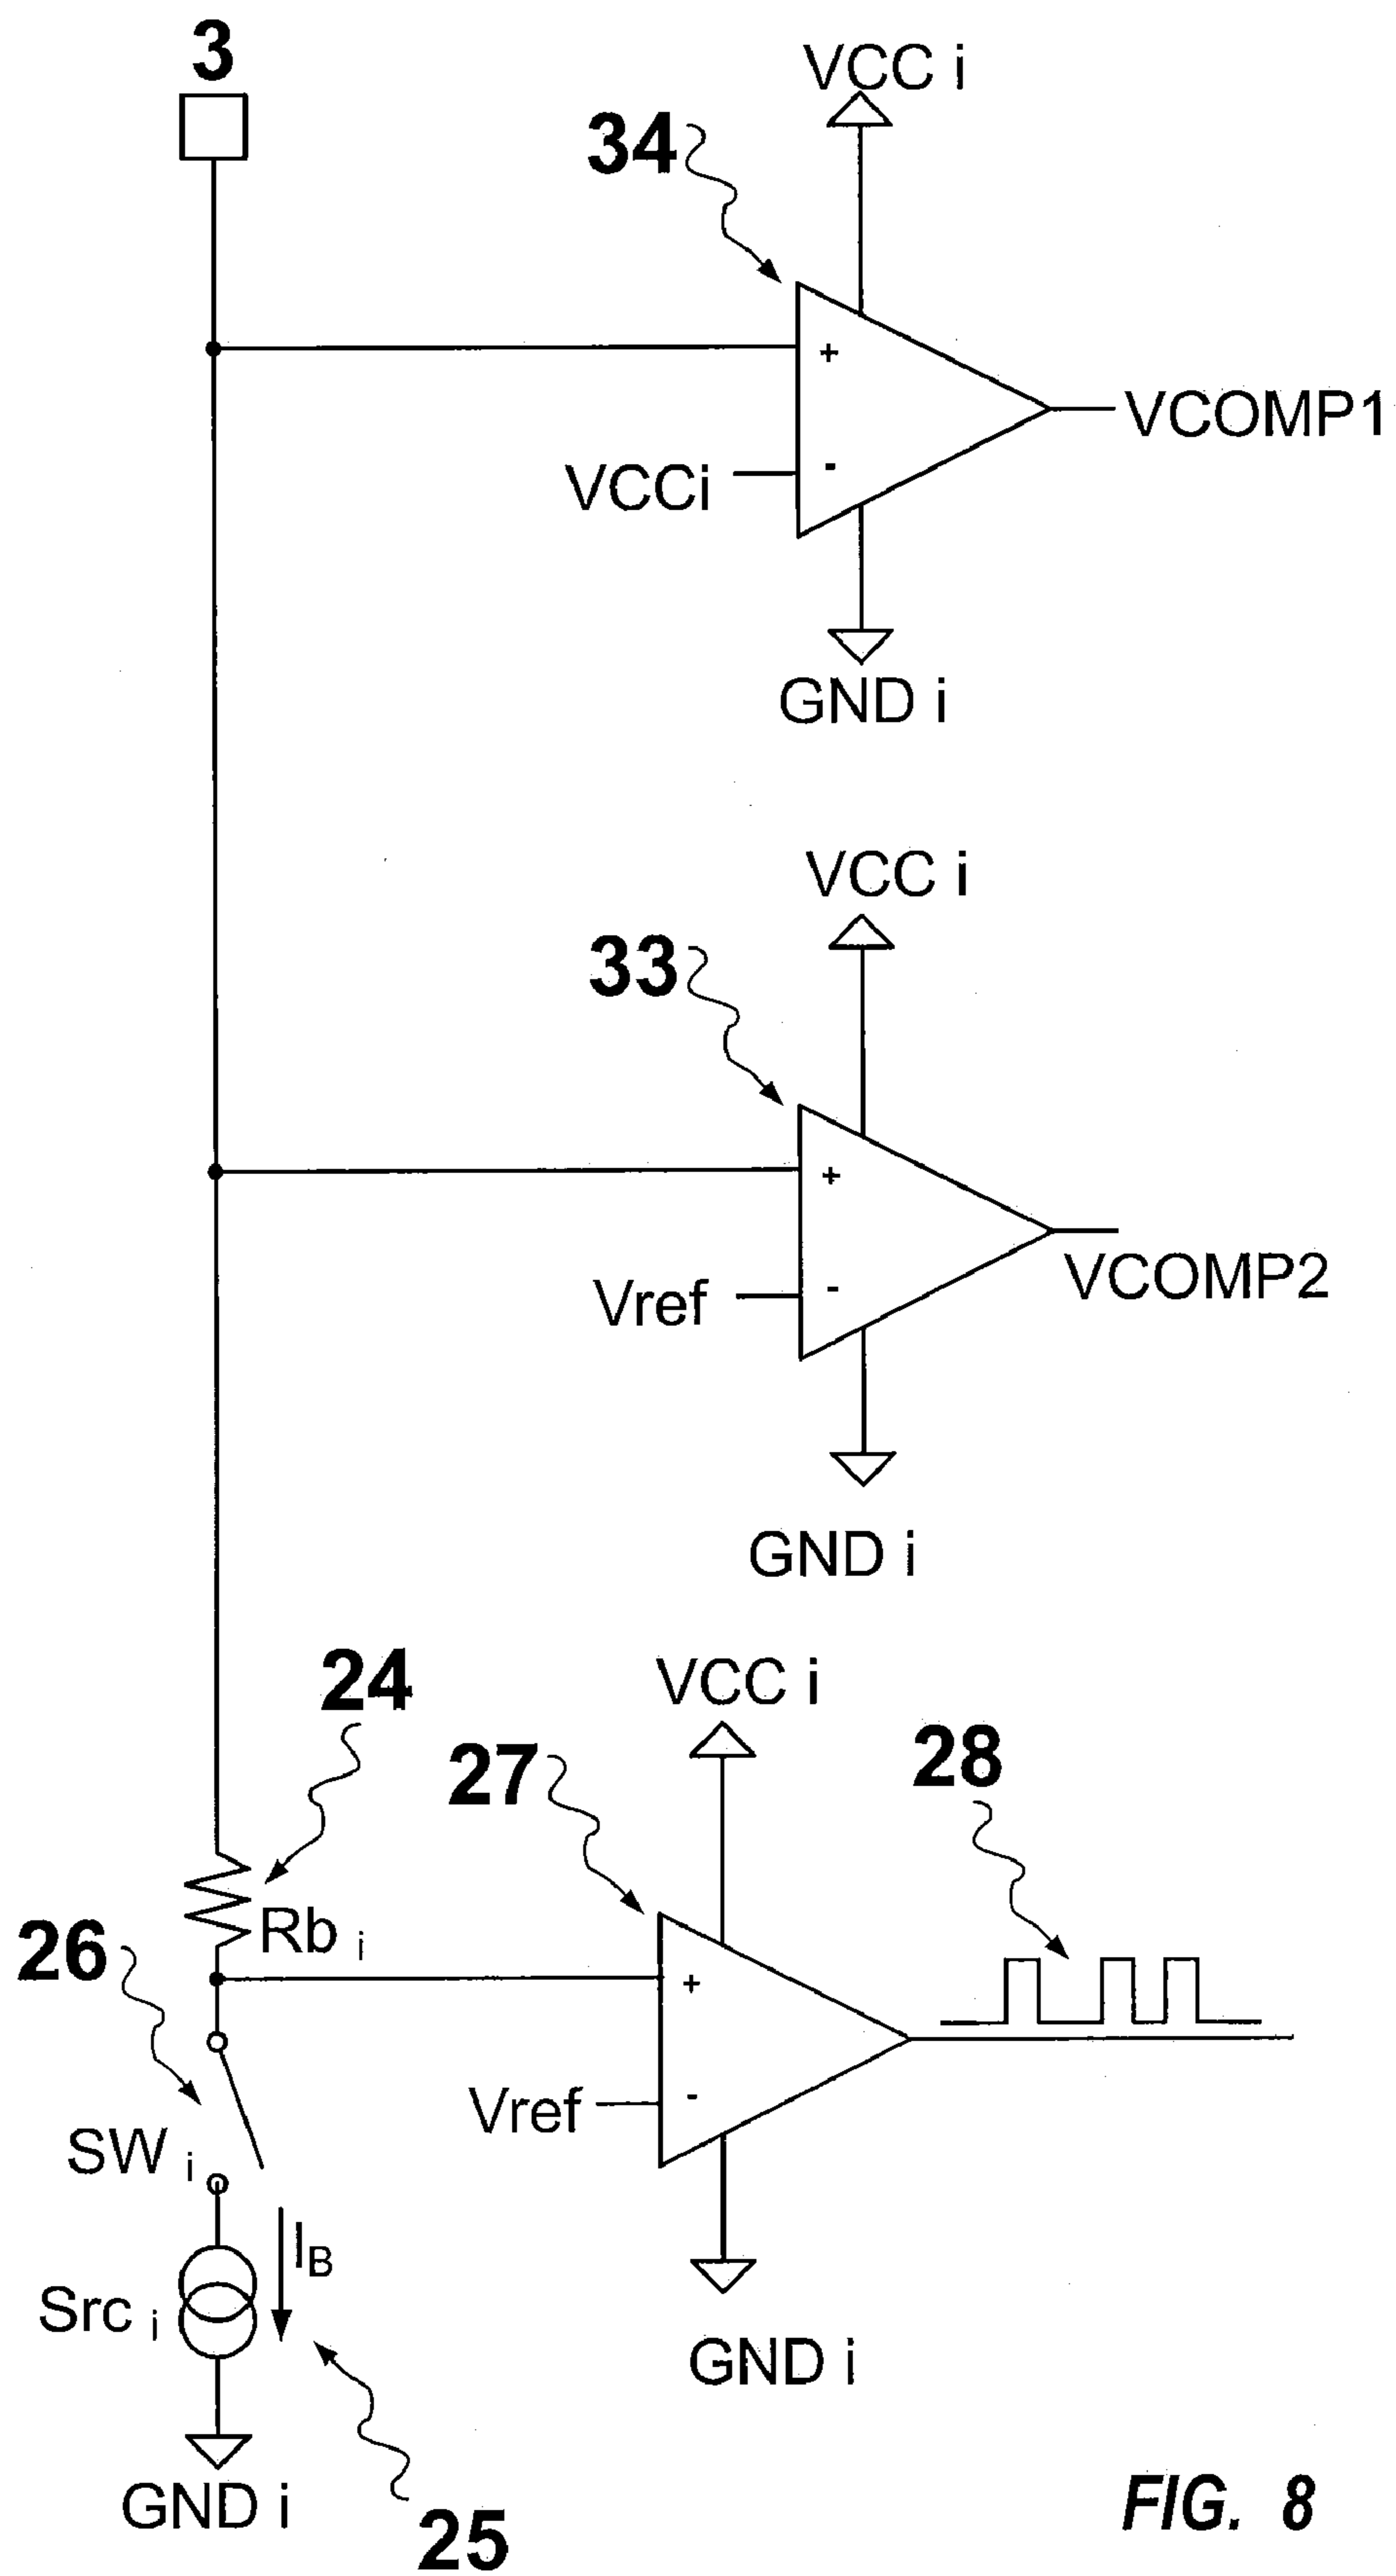 3
VCC i
34
+
VCOMP1
VCCi
-
GND i
VCC i
33
+
Vref
-
VCOMP2
GND i
24
VCC i
27
28
Rb i
26
+
Vref
-
SW i
IB
Src i
GND i
GND i
25
FIG. 8